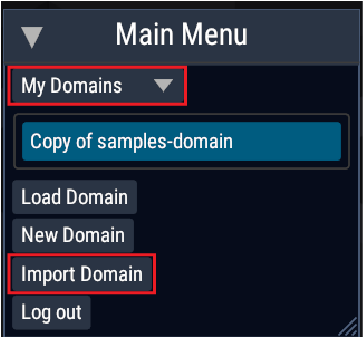 Main Menu
My Domains
Copy of samples-domain
Load Domain
New Domain
Import Domain
Log out